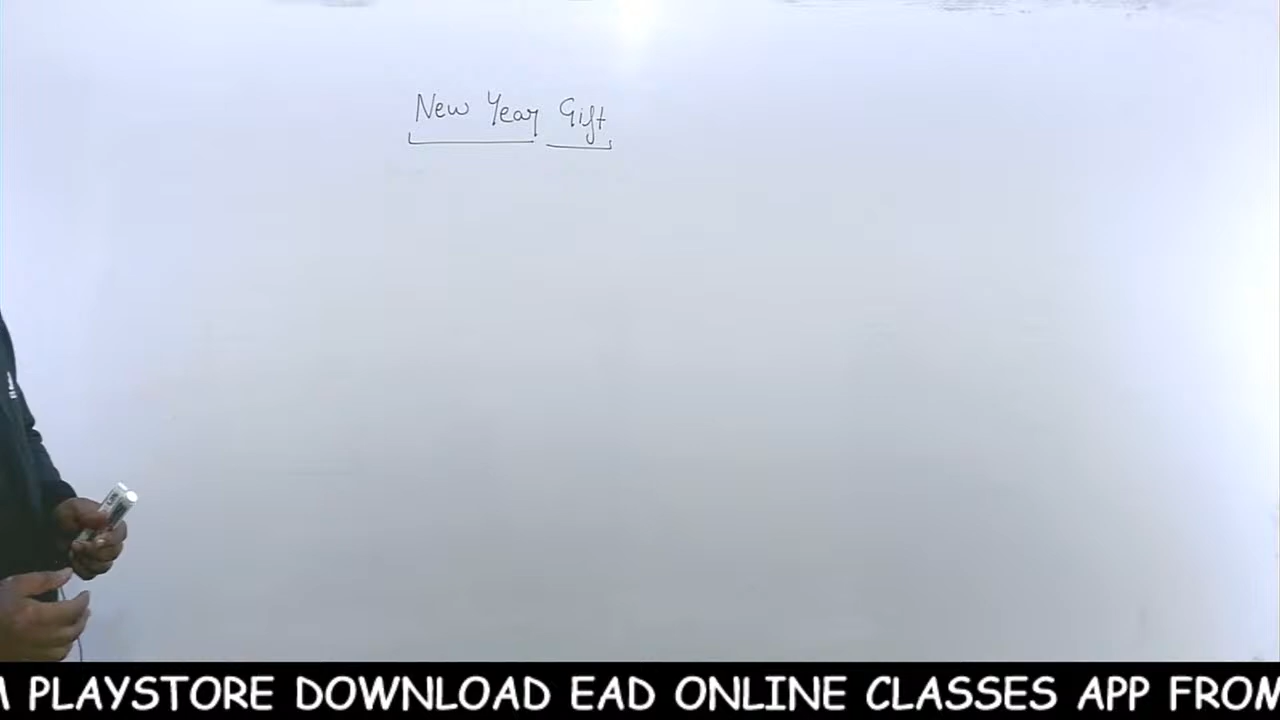 New Year Gift
M PLAYSTORE DOWNLOAD EAD ONLINE CLASSES APP FROM